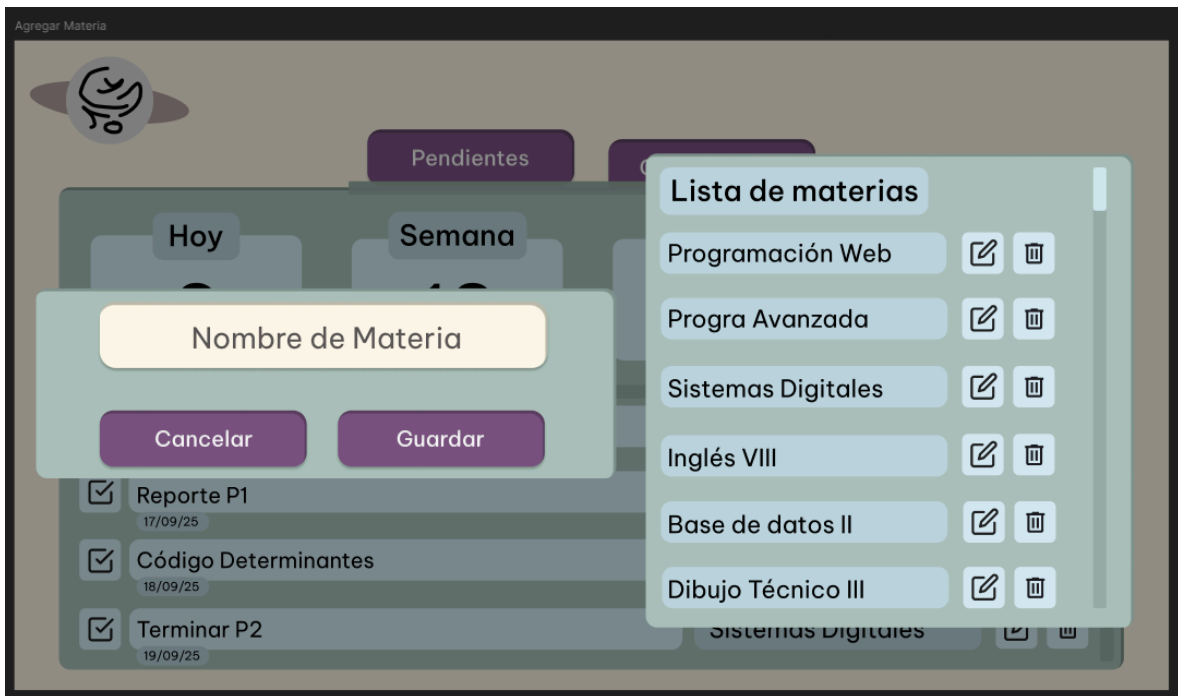 Agregar Materia
Pendientes
Hoy
Semana
Lista de materias
Programación Web
Progra Avanzada
Sistemas Digitales
Inglés VIII
Base de datos II
Dibujo Técnico III
Nombre de Materia
Cancelar
Guardar
Reporte P1
17/09/25
Código Determinantes
18/09/25
Terminar P2
Sistemas Digitales
19/09/25